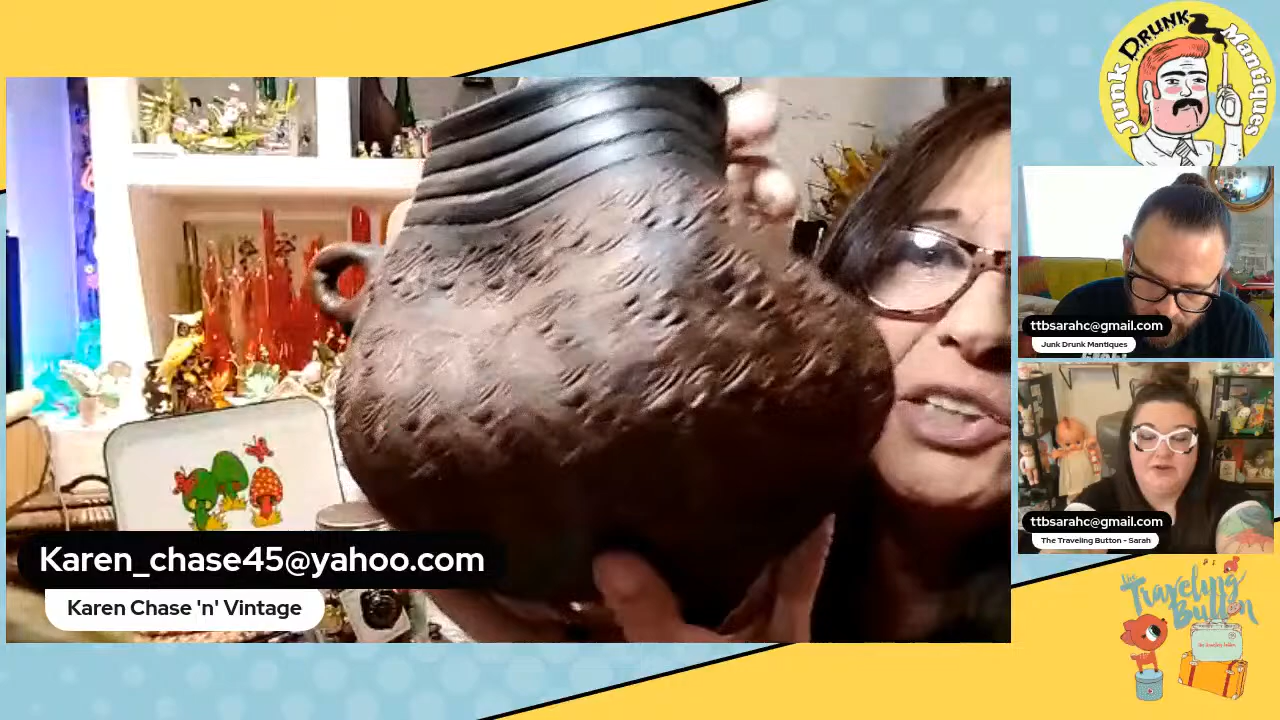 Junk Drunk Mantiques
ttbsarahc@gmail.com
Junk Drunk Mantiques
ttbsarahc@gmail.com
The Traveling Button - Sarah
Karen_chase45@yahoo.com
Karen Chase 'n' Vintage
the Traveling Button